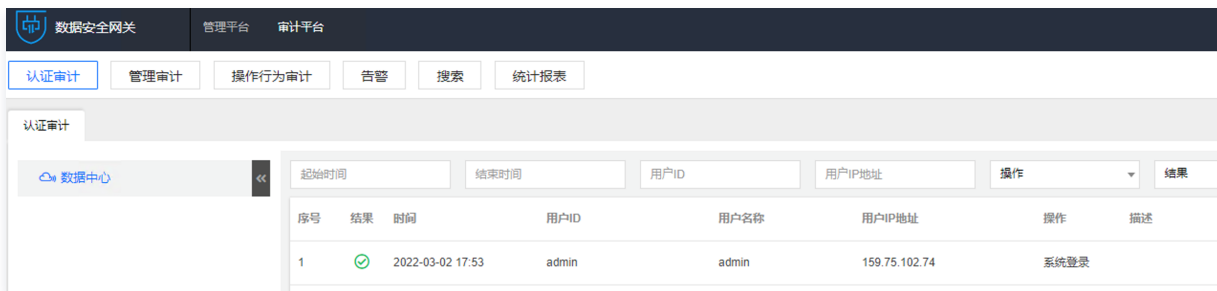 数据安全网关 管理平台 审计平台
认证审计 管理审计 操作行为审计 告警 搜索 统计报表
认证审计
数据中心 起始时间 结束时间 用户ID 用户IP地址 操作 结果
序号 结果 时间 用户ID 用户名称 用户IP地址 操作 描述
1 2022-03-02 17:53 admin admin 159.75.102.74 系统登录